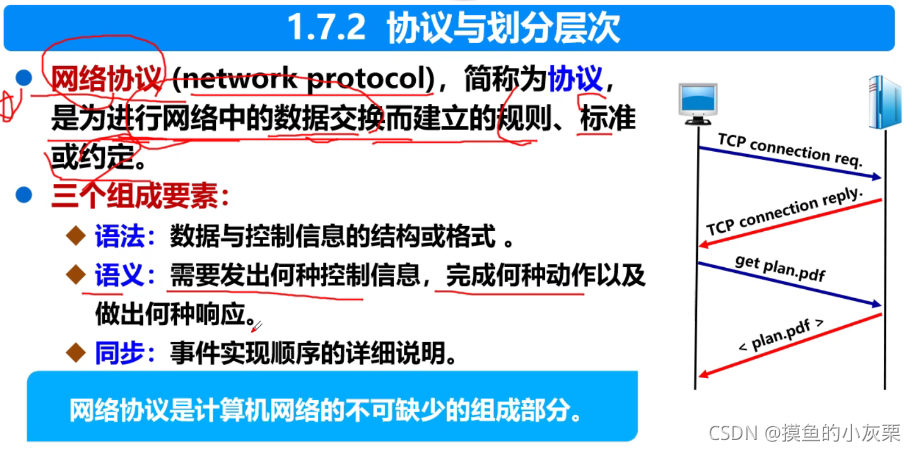 1.7.2 协议与划分层次
网络协议 (network protocol)，简称为协议，
是为进行网络中的数据交换而建立的规则、标准
或约定。
三个组成要素：
语法：数据与控制信息的结构或格式 。
语义：需要发出何种控制信息，完成何种动作以及
做出何种响应。
同步：事件实现顺序的详细说明。
网络协议是计算机网络的不可缺少的组成部分。
TCP connection req.
TCP connection reply.
get plan.pdf
< plan.pdf >
CSDN @摸鱼的小灰栗